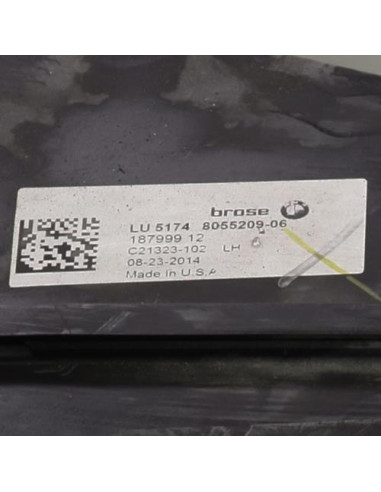 brose
LU 5174 8055209-06
187999 12
C21323-102 LH
08-23-2014
Made in U.S.A